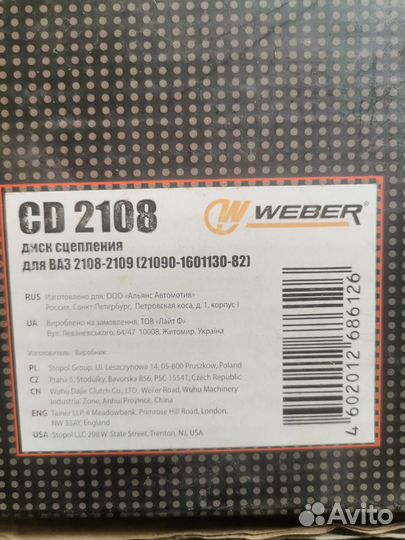 CD 2108
WEBER®
диск сцепления
для ВАЗ 2108-2109 (21090-1601130-82)
RUS Изготовлено для: ООО «Альянс Автомотив»
Россия, Санкт-Петербург, Петровская коса, д. 1, корпус I
UA Вироблено на замовлення: ТОВ «Лайт Ф»
Вул. Леваневського, 64/47 10008, Житомир, Україна
Изготовитель Виробник:
PL Stopol Group, Ul. Leszczynowa 14, 05-800 Pruszkow, Poland
CZ Praha 5, Stodulky, Bavorska 856, PSC 15541, Czech Republic
CN Wuhu Dajie Clutch Co., LTD., Weier Road, Wuhu Machinery
Industrial Zone, Anhui Province, China
ENG Tainer LLP, 4 Meadowbank, Primrose Hill Road, London,
NW 33AY, England
USA Stopol LLC 208 W. State Street, Trenton, NJ, USA
4 602012 686126
Avito